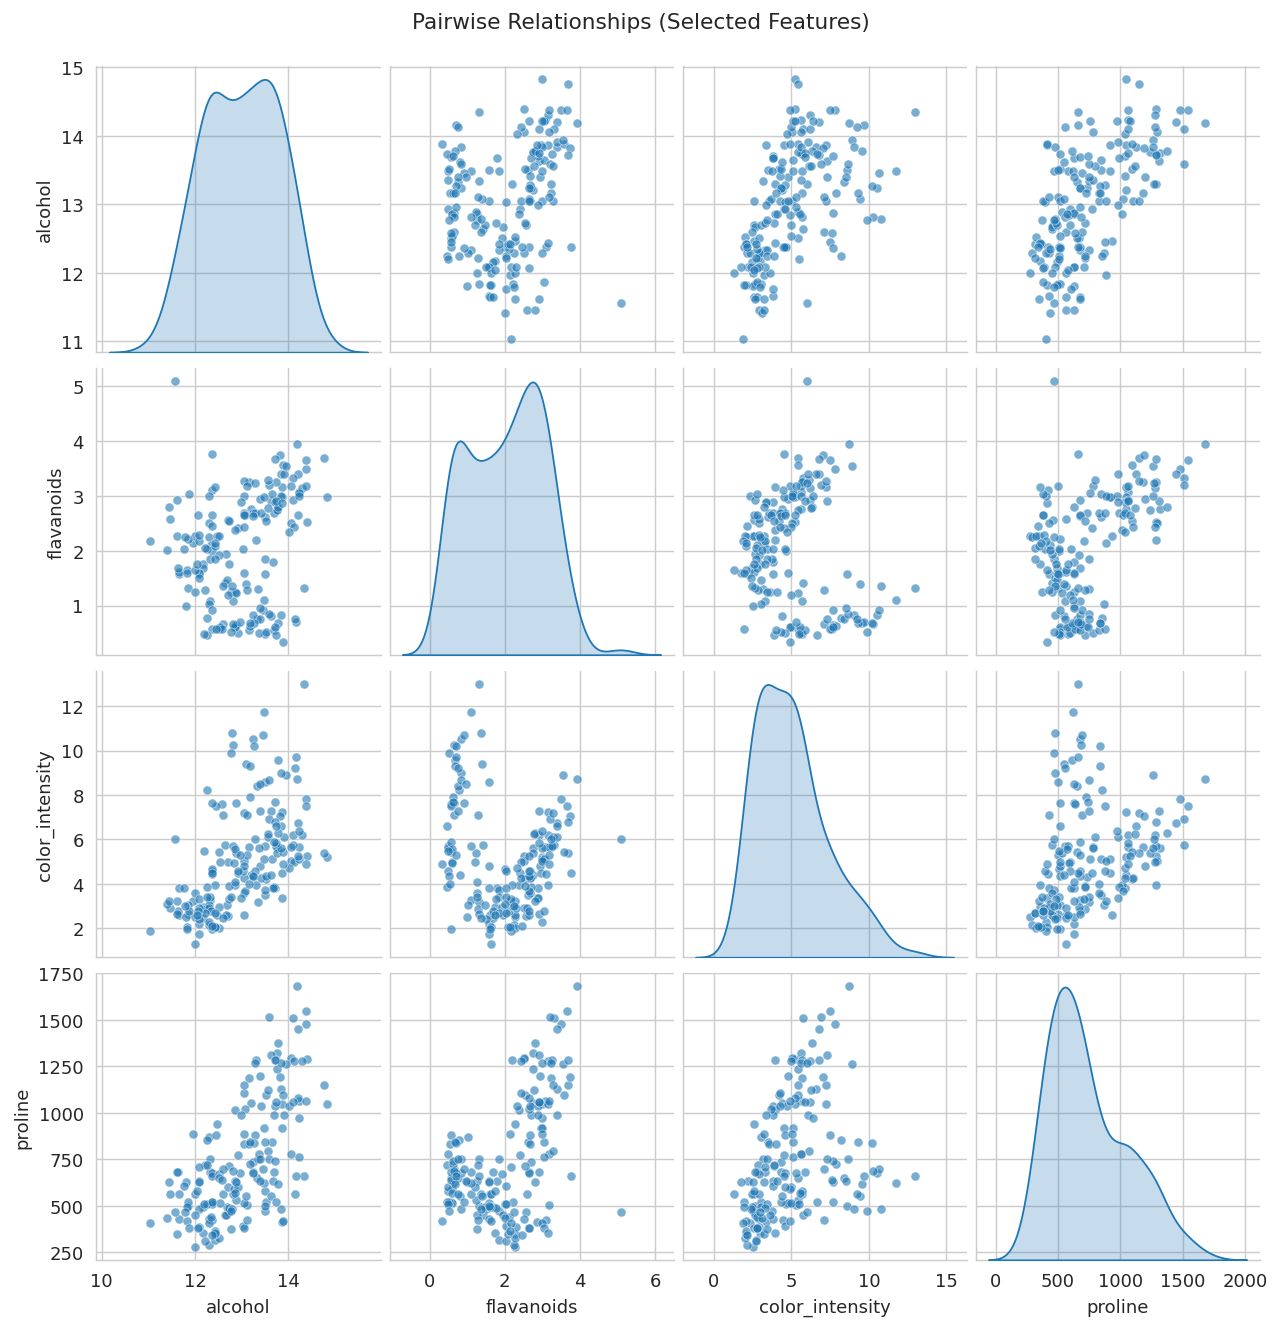 Pairwise Relationships (Selected Features)
15
14
13
12
11
alcohol
5
4
3
2
1
flavanoids
12
10
8
6
4
2
color_intensity
1750
1500
1250
1000
750
500
250
proline
10 12 14
0 2 4 6
0 5 10 15
0 500 1000 1500 2000
alcohol
flavanoids
color_intensity
proline